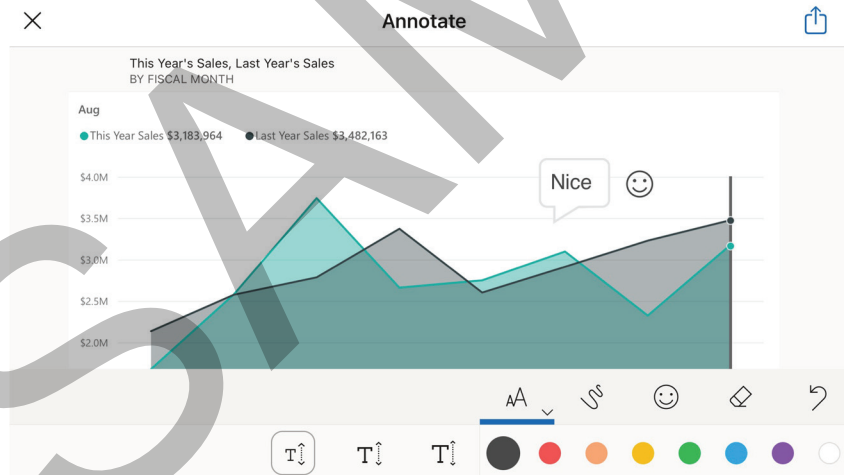 Annotate
This Year's Sales, Last Year's Sales
BY FISCAL MONTH
Aug
This Year Sales $3,183,964 Last Year Sales $3,482,163
$4.0M
Nice
$3.5M
$3.0M
$2.5M
$2.0M
AA
T T T
SAM